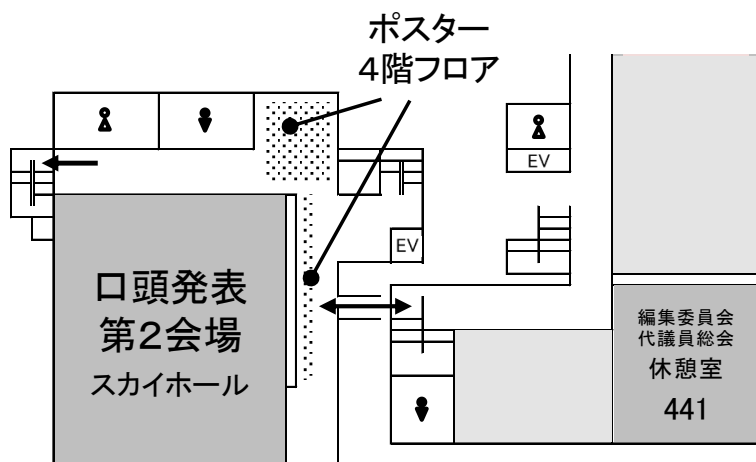 ポスター
4階フロア
EV
EV
口頭発表
第2会場
スカイホール
編集委員会
代議員総会
休憩室
441